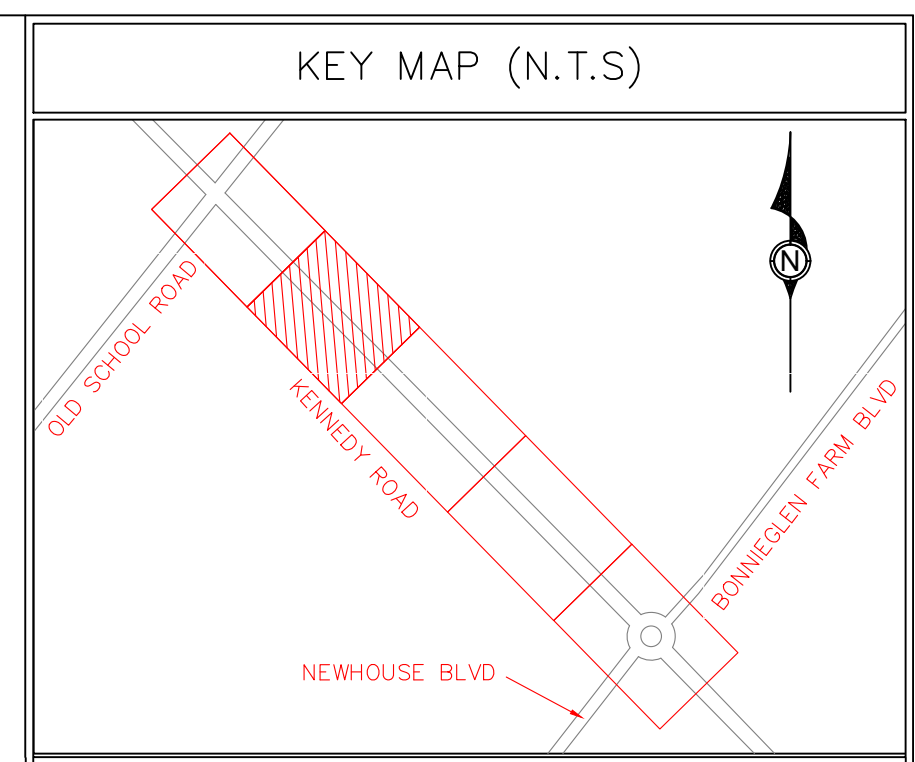 KEY MAP (N.T.S)
N
OLD SCHOOL ROAD
KENNEDY ROAD
BONNIEGLEN FARM BLVD
NEWHOUSE BLVD